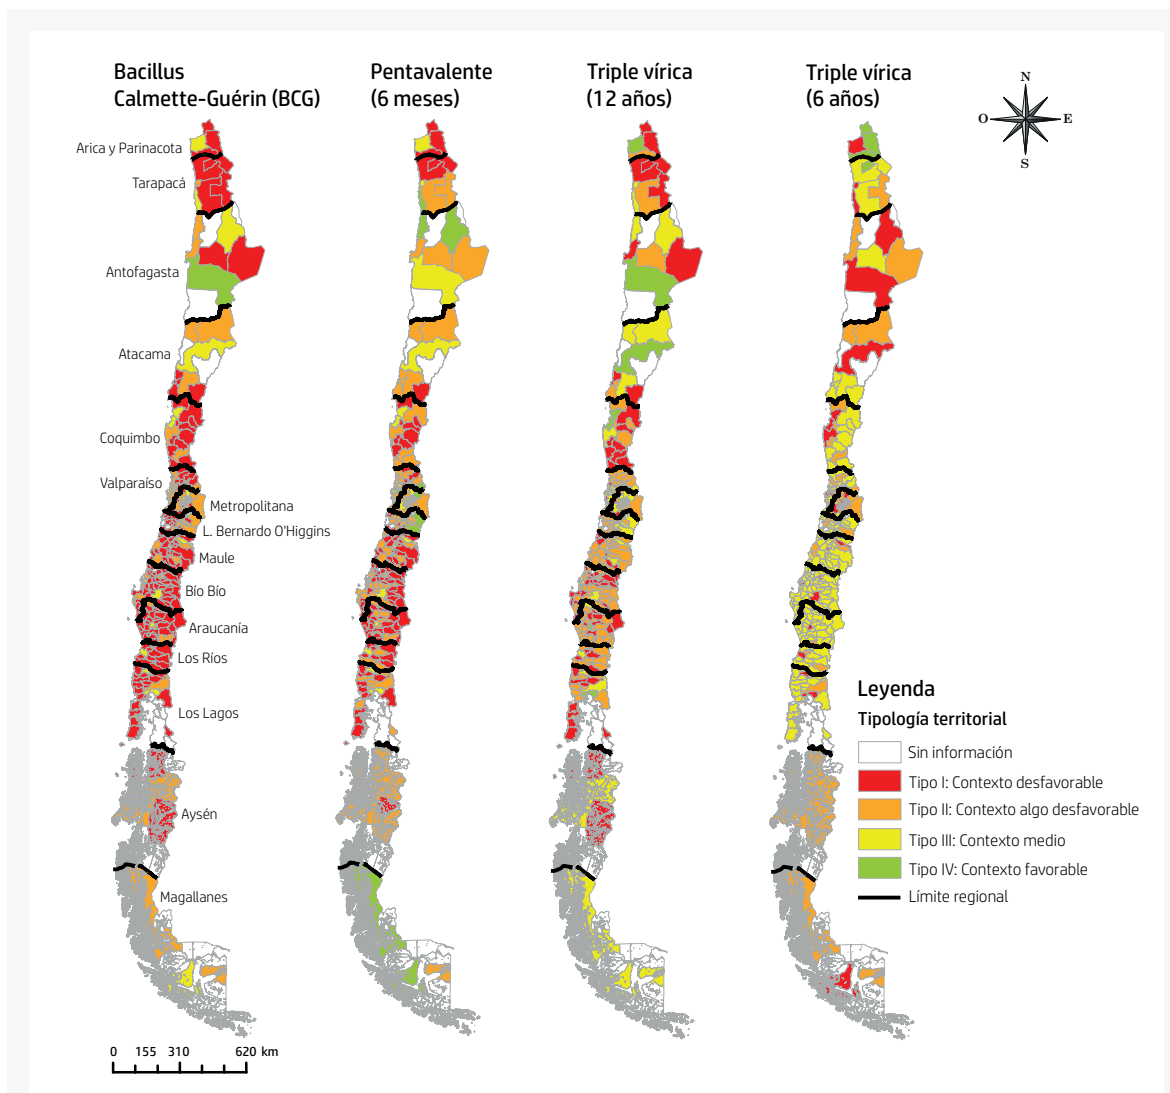 Bacillus
Calmette-Guérin (BCG)
Pentavalente
(6 meses)
Triple vírica
(12 años)
Triple vírica
(6 años)
N
O
E
S
Arica y Parinacota
Tarapacá
Antofagasta
Atacama
Coquimbo
Valparaíso
Metropolitana
L. Bernardo O'Higgins
Maule
Bío Bío
Araucanía
Los Ríos
Los Lagos
Aysén
Magallanes
Leyenda
Tipología territorial
Sin información
Tipo I: Contexto desfavorable
Tipo II: Contexto algo desfavorable
Tipo III: Contexto medio
Tipo IV: Contexto favorable
Límite regional
0 155 310 620 km